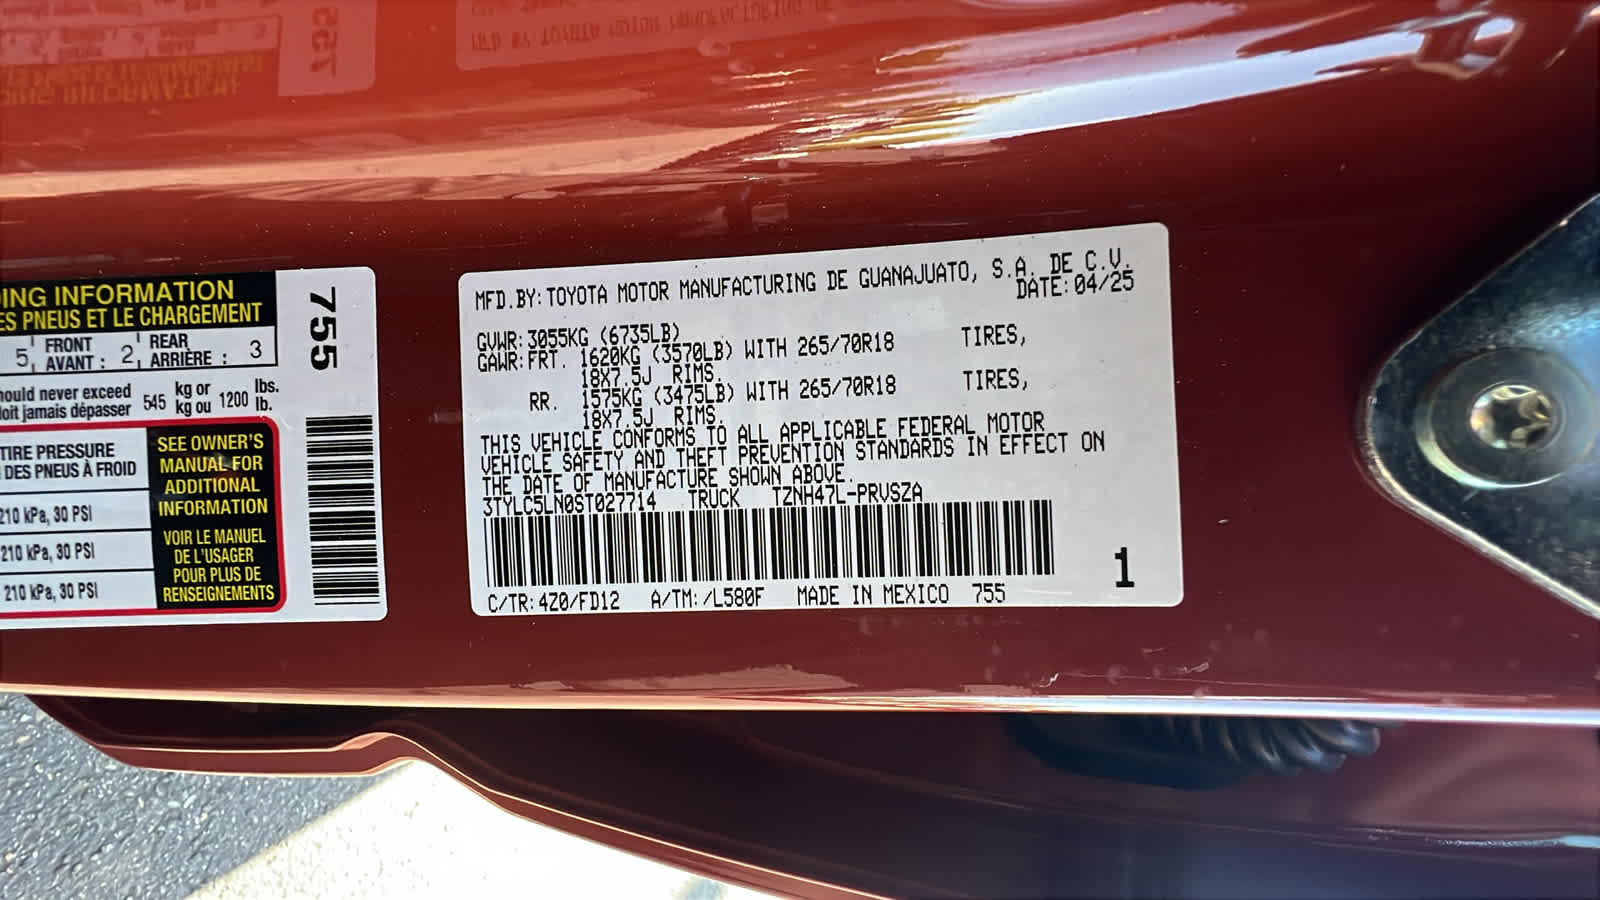 ING INFORMATION
ES PNEUS ET LE CHARGEMENT
5 FRONT AVANT : 2 REAR ARRIÈRE : 3
hould never exceed 545 kg or 1200 lbs.
doit jamais dépasser kg ou lb.
TIRE PRESSURE
DES PNEUS À FROID
210 kPa, 30 PSI
210 kPa, 30 PSI
210 kPa, 30 PSI
SEE OWNER'S
MANUAL FOR
ADDITIONAL
INFORMATION
VOIR LE MANUEL
DE L'USAGER
POUR PLUS DE
RENSEIGNEMENTS
755
MFD.BY:TOYOTA MOTOR MANUFACTURING DE GUANAJUATO, S.A. DE C.V.
DATE:04/25
GVWR:3055KG (6735LB)
GAWR:FRT. 1620KG (3570LB) WITH 265/70R18 TIRES,
18X7.5J RIMS.
RR. 1575KG (3475LB) WITH 265/70R18 TIRES,
18X7.5J RIMS.
THIS VEHICLE CONFORMS TO ALL APPLICABLE FEDERAL MOTOR
VEHICLE SAFETY AND THEFT PREVENTION STANDARDS IN EFFECT ON
THE DATE OF MANUFACTURE SHOWN ABOVE.
3TYLC5LN0ST027714 TRUCK TZNH47L-PRVSZA
C/TR:4Z0/FD12 A/TM:/L580F MADE IN MEXICO 755
1